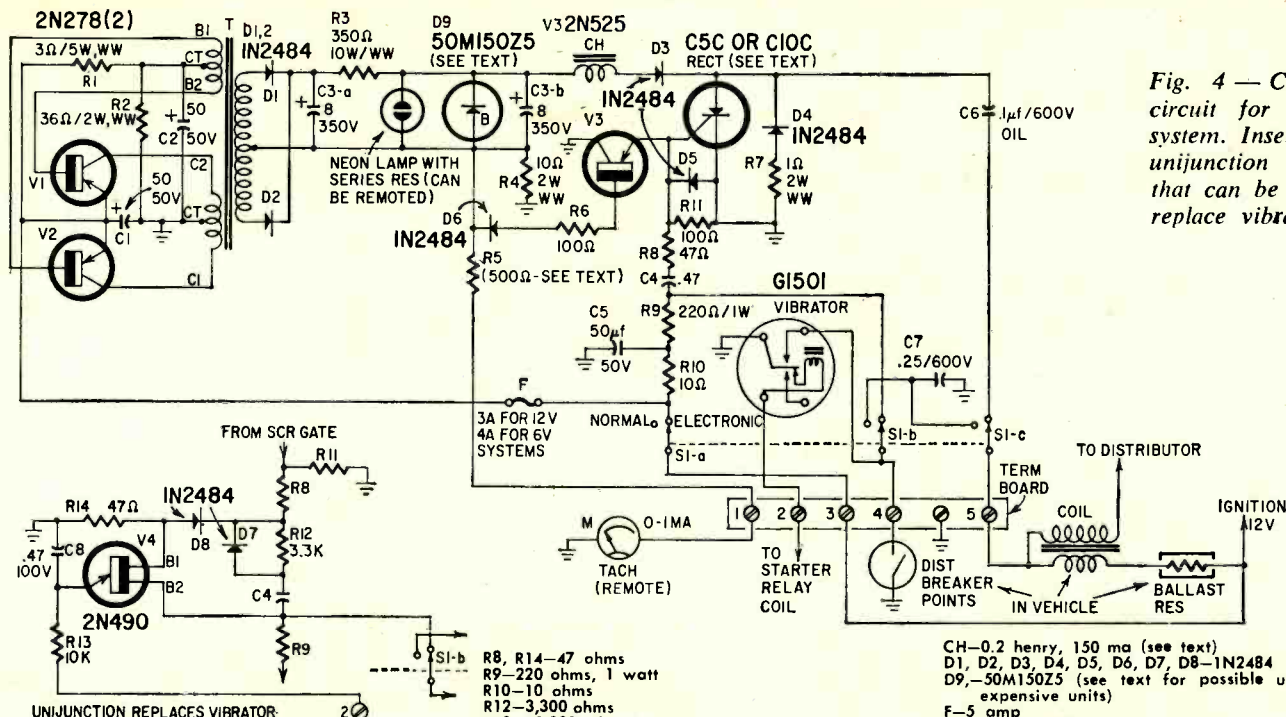 2N278(2)
3Ω/5W,WW
R1
B1
T
CT
B2
R2
36Ω/2W,WW
50
50V
C2
V1
C2
50
50V
CT
C1
V2
C1
D1,2
IN2484
D1
D2
R3
350Ω
10W/WW
C3-a
8
350V
NEON LAMP WITH
SERIES RES (CAN
BE REMOTED)
D9
50M150Z5
(SEE TEXT)
B
C3-b
8
350V
10Ω
R4
2W
WW
V3 2N525
CH
D3
IN2484
V3
D6
IN2484
R6
100Ω
R5
(500Ω-SEE TEXT)
C5C OR C10C
RECT (SEE TEXT)
D5
R11
100Ω
R8
47Ω
C4
.47
D4
IN2484
R7
1Ω
2W
WW
C6
.1µf/600V
OIL
Fig. 4 — C
circuit for
system. Inse
unijunction
that can be
replace vibra
R9
220Ω/1W
C5
50µf
50V
R10
10Ω
G1501
VIBRATOR
C7
.25/600V
F
3A FOR 12V
4A FOR 6V
SYSTEMS
NORMAL
ELECTRONIC
S1-a
S1-b
S1-c
TERM
BOARD
1 2 3 4 5
M
0-1MA
TACH
(REMOTE)
TO
STARTER
RELAY
COIL
DIST
BREAKER
POINTS
IN VEHICLE
TO DISTRIBUTOR
COIL
BALLAST
RES
IGNITION
12V
FROM SCR GATE
R11
R8
R14
47Ω
IN2484
D8
D7
R12
3.3K
.47
C8
100V
V4
B1
B2
2N490
C4
R13
10K
R9
S1-b
UNIJUNCTION REPLACES VIBRATOR
2
R8, R14—47 ohms
R9—220 ohms, 1 watt
R10—10 ohms
R12—3,300 ohms
CH—0.2 henry, 150 ma (see text)
D1, D2, D3, D4, D5, D6, D7, D8—1N2484
D9,—50M150Z5 (see text for possible u
expensive units)
F—5 amp